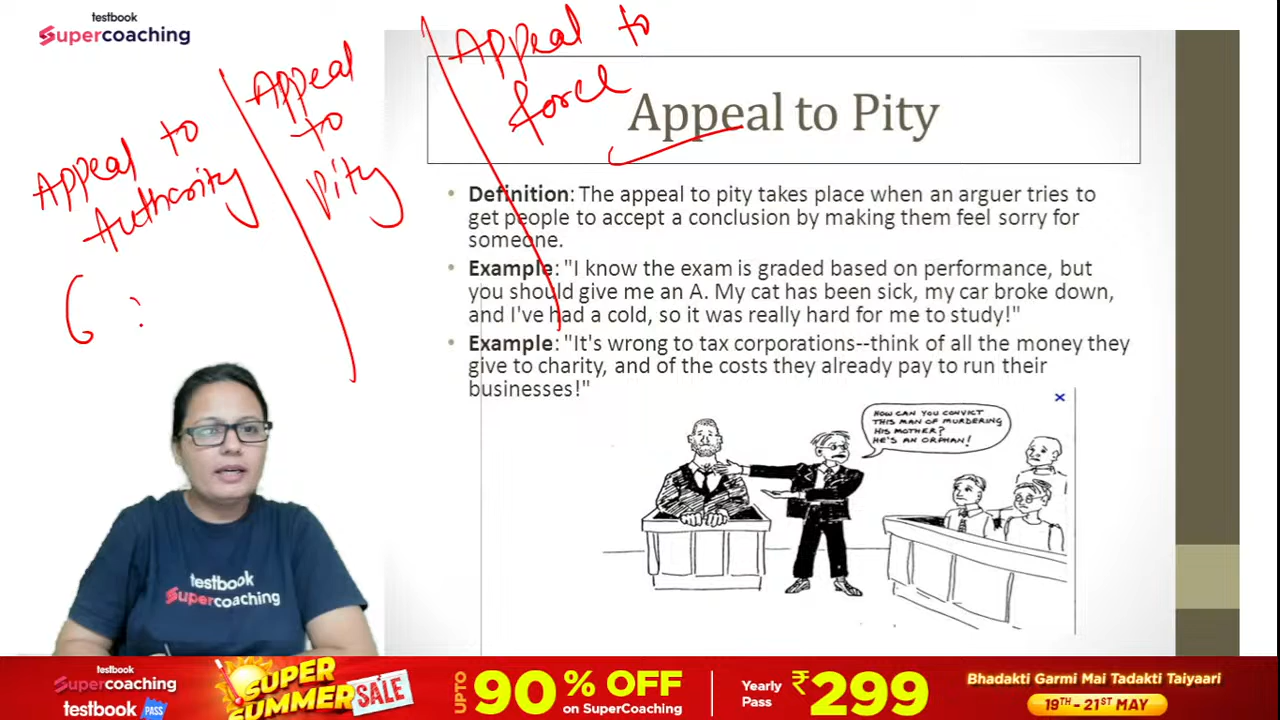 testbook
Supercoaching
Appeal to
Authority
Appeal
to
pity
Appeal to
force
Appeal to Pity
• Definition: The appeal to pity takes place when an arguer tries to
get people to accept a conclusion by making them feel sorry for
someone.
• Example: "I know the exam is graded based on performance, but
you should give me an A. My cat has been sick, my car broke down,
and I've had a cold, so it was really hard for me to study!"
• Example: "It's wrong to tax corporations--think of all the money they
give to charity, and of the costs they already pay to run their
businesses!"
HOW CAN YOU CONVICT
THIS MAN OF MURDERING
HIS MOTHER?
HE'S AN ORPHAN!
testbook
Supercoaching
testbook
Supercoaching
testbook PASS
SUPER
SUMMER
SALE
UPTO
90% OFF
on SuperCoaching
Yearly
Pass
₹299
Bhadakti Garmi Mai Tadakti Taiyaari
19TH - 21ST MAY